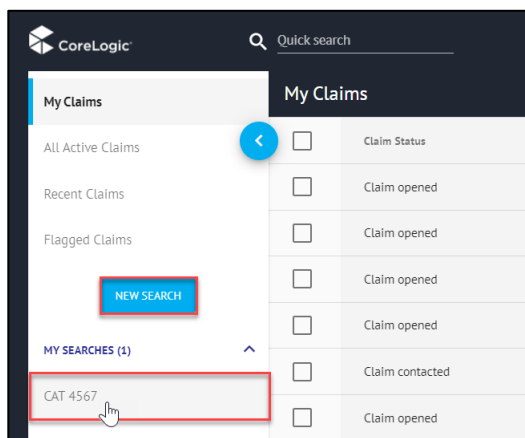 CoreLogic
Quick search
My Claims
All Active Claims
Recent Claims
Flagged Claims
NEW SEARCH
MY SEARCHES (1)
CAT 4567
My Claims
Claim Status
Claim opened
Claim opened
Claim opened
Claim opened
Claim contacted
Claim opened